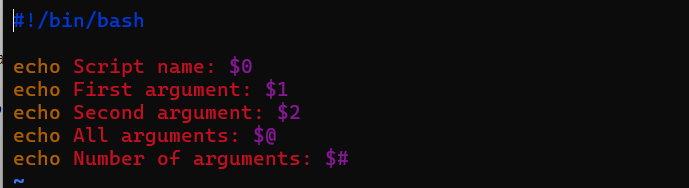 #!/bin/bash
echo Script name: $0
echo First argument: $1
echo Second argument: $2
echo All arguments: $@
echo Number of arguments: $#
~